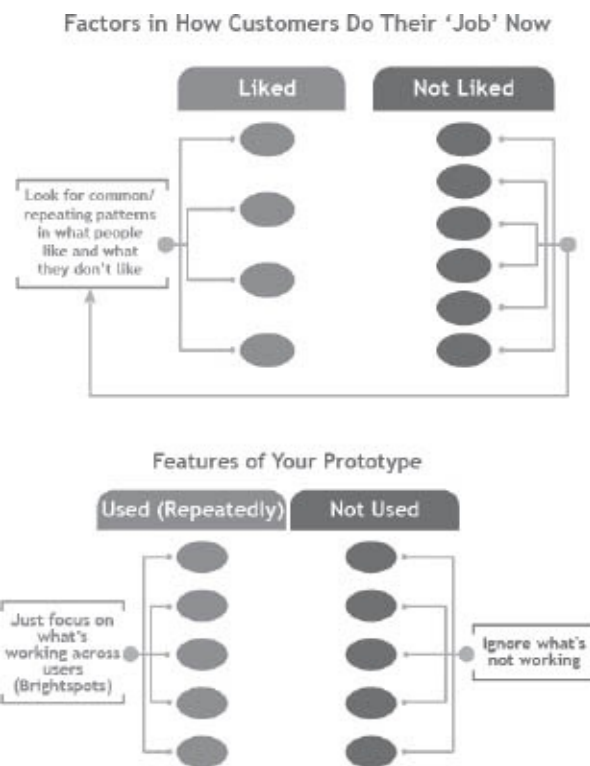 Factors in How Customers Do Their ‘Job’ Now
Liked
Not Liked
Look for common/
repeating patterns
in what people
like and what
they don't like
Features of Your Prototype
Used (Repeatedly)
Not Used
Just focus on
what's
working across
users
(Brightspots)
Ignore what's
not working